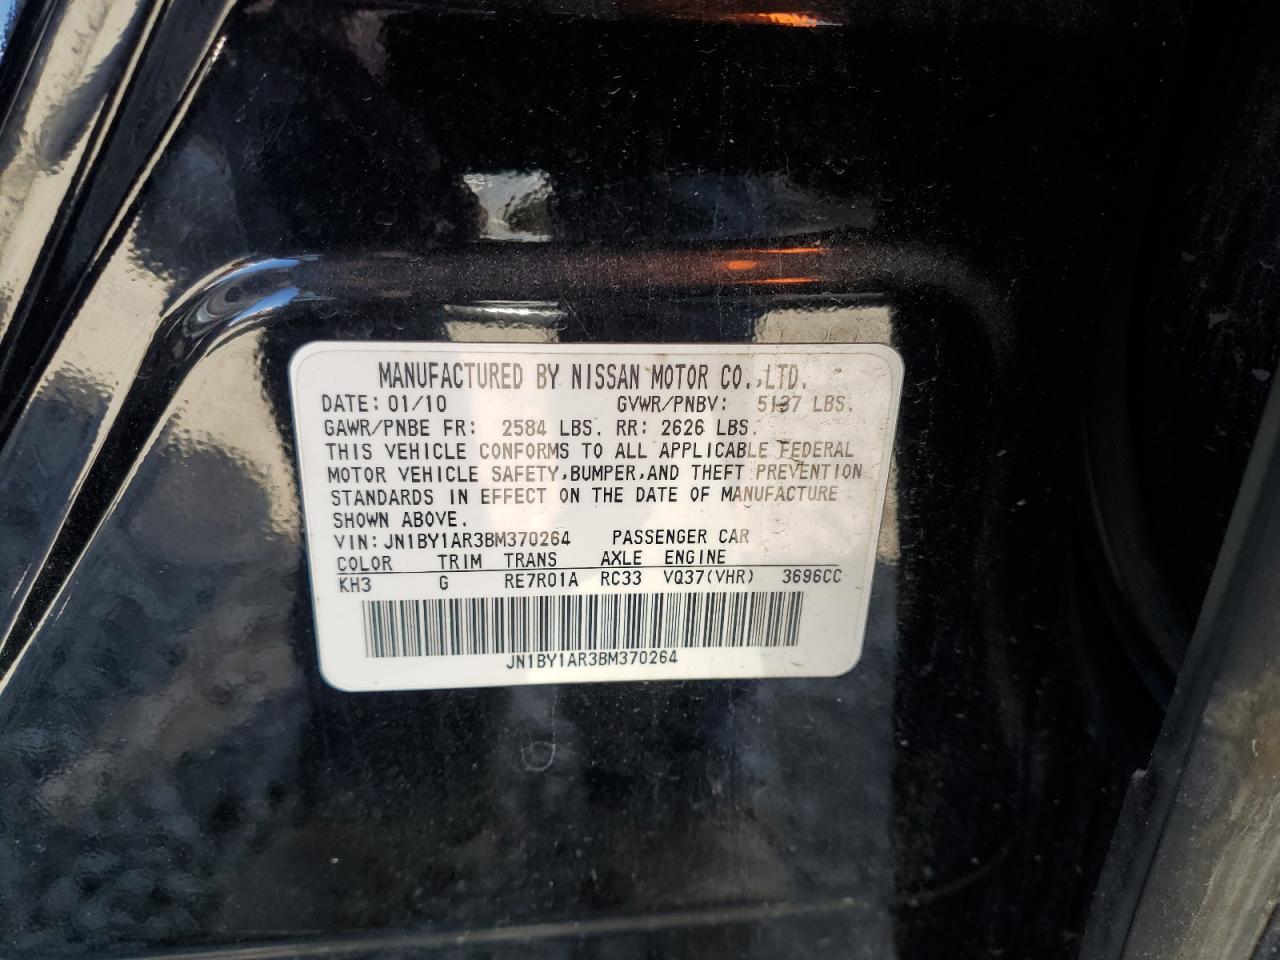 MANUFACTURED BY NISSAN MOTOR CO.,LTD.
DATE: 01/10 GVWR/PNBV: 5137 LBS.
GAWR/PNBE FR: 2584 LBS. RR: 2626 LBS.
THIS VEHICLE CONFORMS TO ALL APPLICABLE FEDERAL
MOTOR VEHICLE SAFETY,BUMPER,AND THEFT PREVENTION
STANDARDS IN EFFECT ON THE DATE OF MANUFACTURE
SHOWN ABOVE.
VIN: JN1BY1AR3BM370264 PASSENGER CAR
COLOR TRIM TRANS AXLE ENGINE
KH3 G RE7R01A RC33 VQ37(VHR) 3696CC
JN1BY1AR3BM370264